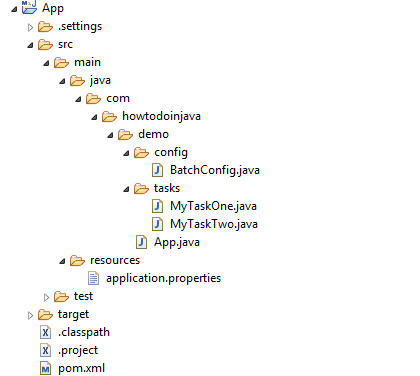 App
.settings
src
main
java
com
howtodoinjava
demo
config
BatchConfig.java
tasks
MyTaskOne.java
MyTaskTwo.java
App.java
resources
application.properties
test
target
.classpath
.project
pom.xml